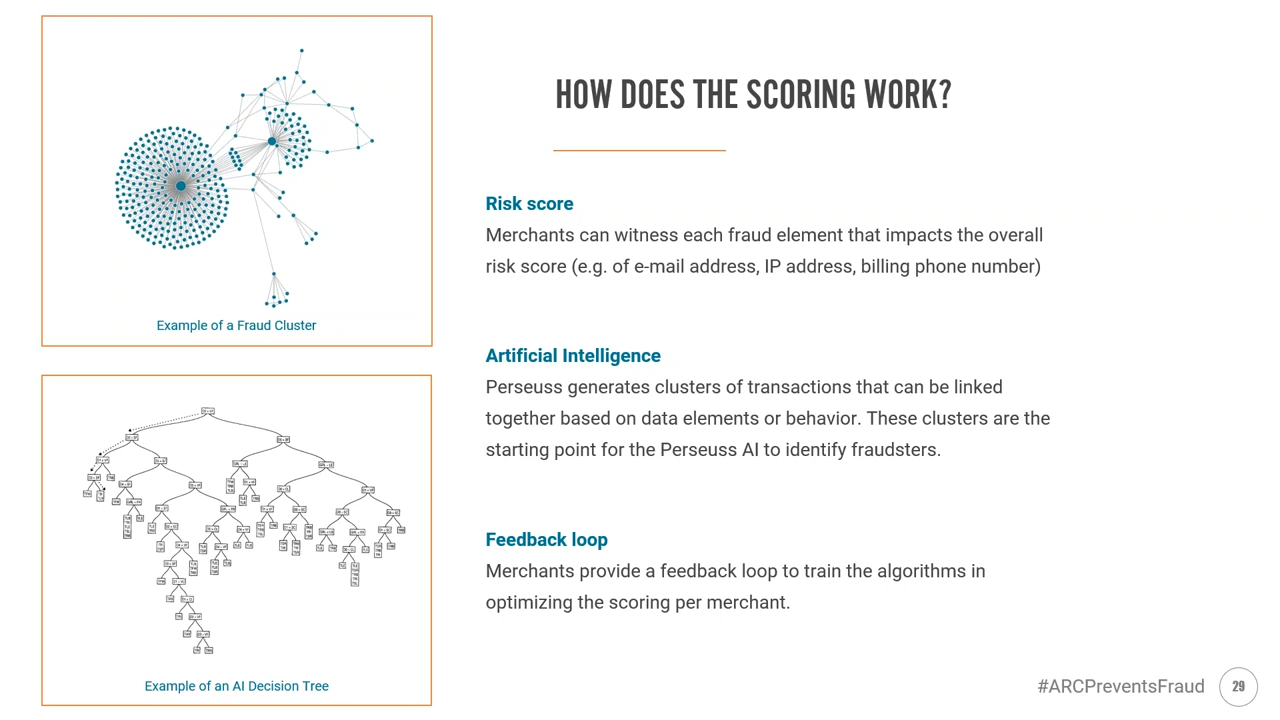 HOW DOES THE SCORING WORK?
Risk score
Merchants can witness each fraud element that impacts the overall
risk score (e.g. of e-mail address, IP address, billing phone number)
Artificial Intelligence
Perseuss generates clusters of transactions that can be linked
together based on data elements or behavior. These clusters are the
starting point for the Perseuss AI to identify fraudsters.
Feedback loop
Merchants provide a feedback loop to train the algorithms in
optimizing the scoring per merchant.
Example of a Fraud Cluster
Example of an AI Decision Tree
#ARCPreventsFraud
29